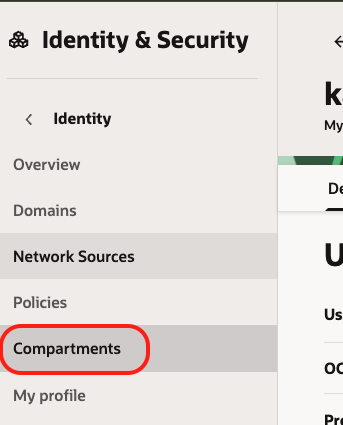 Identity & Security
Identity
Overview
Domains
Network Sources
Policies
Compartments
My profile
k
My
De
U
Us
OC
Pr